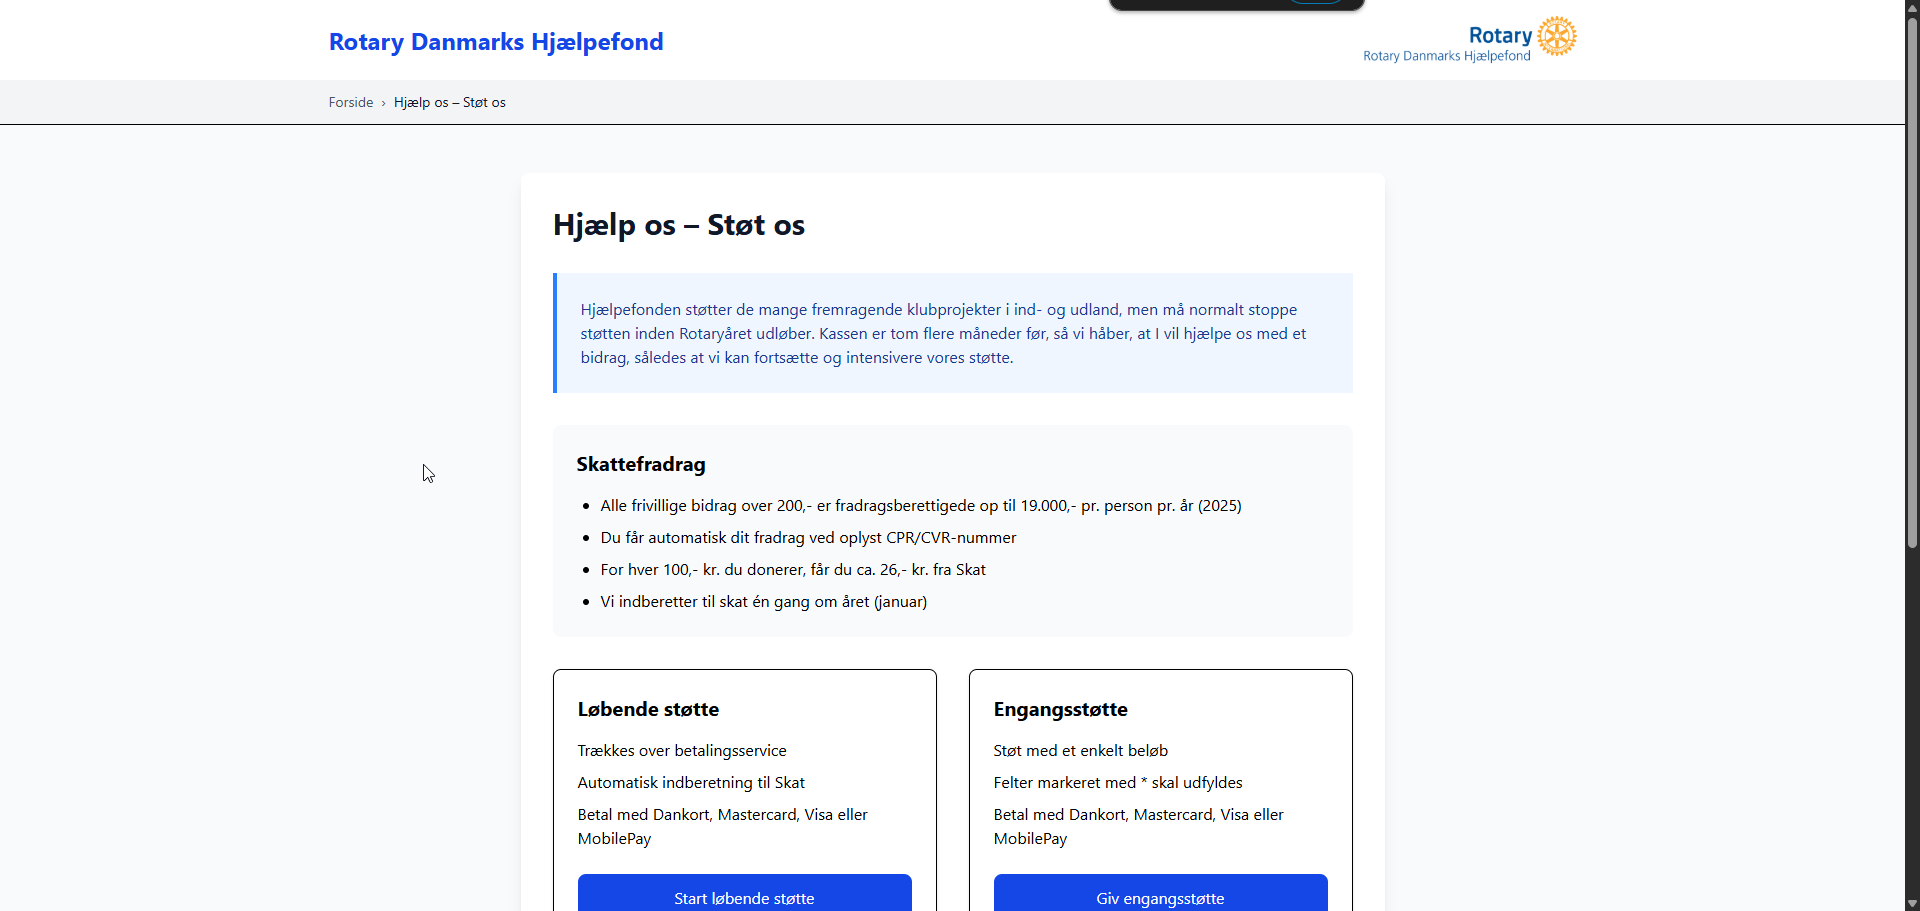 Rotary Danmarks Hjælpefond
Rotary
Rotary Danmarks Hjælpefond
Forside › Hjælp os – Støt os
Hjælp os – Støt os
Hjælpefonden støtter de mange fremragende klubprojekter i ind- og udland, men må normalt stoppe
støtten inden Rotaryåret udløber. Kassen er tom flere måneder før, så vi håber, at I vil hjælpe os med et
bidrag, således at vi kan fortsætte og intensivere vores støtte.
Skattefradrag
• Alle frivillige bidrag over 200,- er fradragsberettigede op til 19.000,- pr. person pr. år (2025)
• Du får automatisk dit fradrag ved oplyst CPR/CVR-nummer
• For hver 100,- kr. du donerer, får du ca. 26,- kr. fra Skat
• Vi indberetter til skat én gang om året (januar)
Løbende støtte
Trækkes over betalingsservice
Automatisk indberetning til Skat
Betal med Dankort, Mastercard, Visa eller
MobilePay
Start løbende støtte
Engangsstøtte
Støt med et enkelt beløb
Felter markeret med * skal udfyldes
Betal med Dankort, Mastercard, Visa eller
MobilePay
Giv engangsstøtte